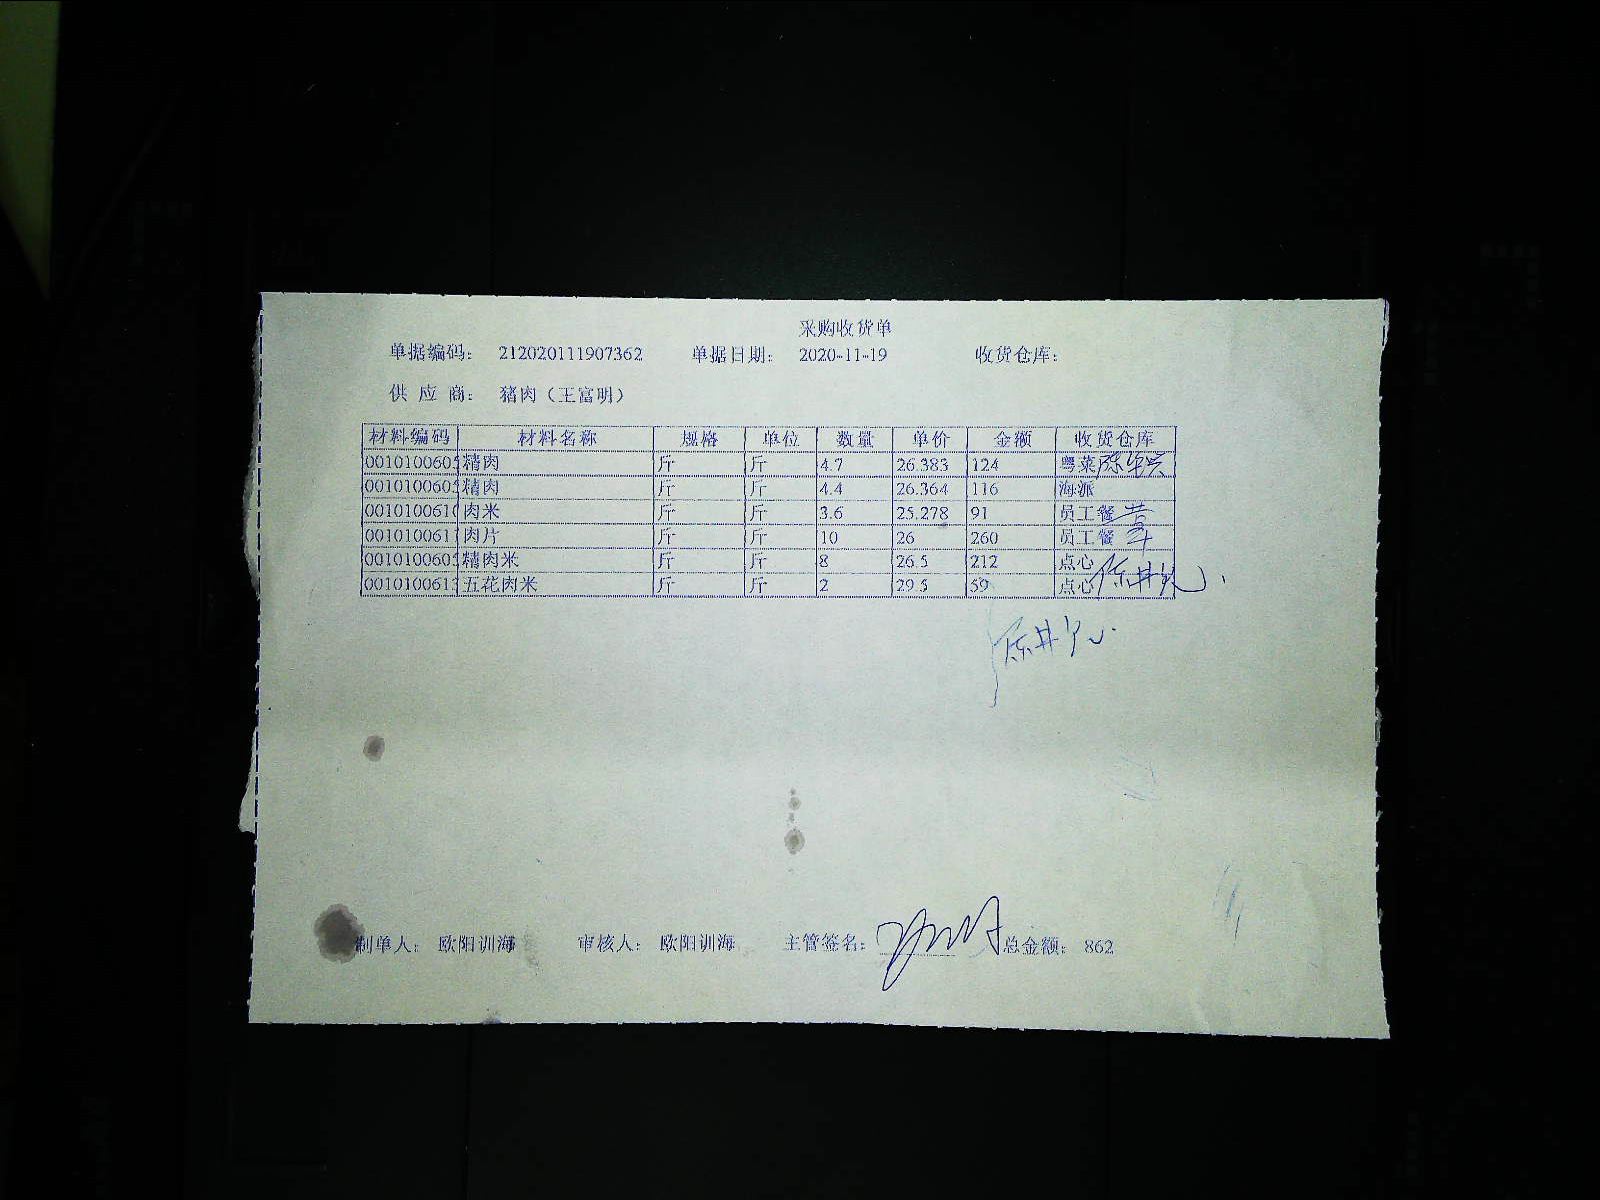 采购收货单
单据编码： 212020111907362 单据日期： 2020-11-19 收货仓库：
供 应 商： 猪肉（王富明）
材料编码 材料名称 规格 单位 数量 单价 金额 收货仓库
0010100605 精肉 斤 斤 4.7 26.383 124 粤菜
0010100605 精肉 斤 斤 4.4 26.364 116 海派
0010100610 肉米 斤 斤 3.6 25.278 91 员工餐
0010100611 肉片 斤 斤 10 26 260 员工餐
0010100605 精肉米 斤 斤 8 26.5 212 点心
0010100613 五花肉米 斤 斤 2 29.5 59 点心
制单人： 欧阳训海 审核人： 欧阳训海 主管签名： 总金额： 862